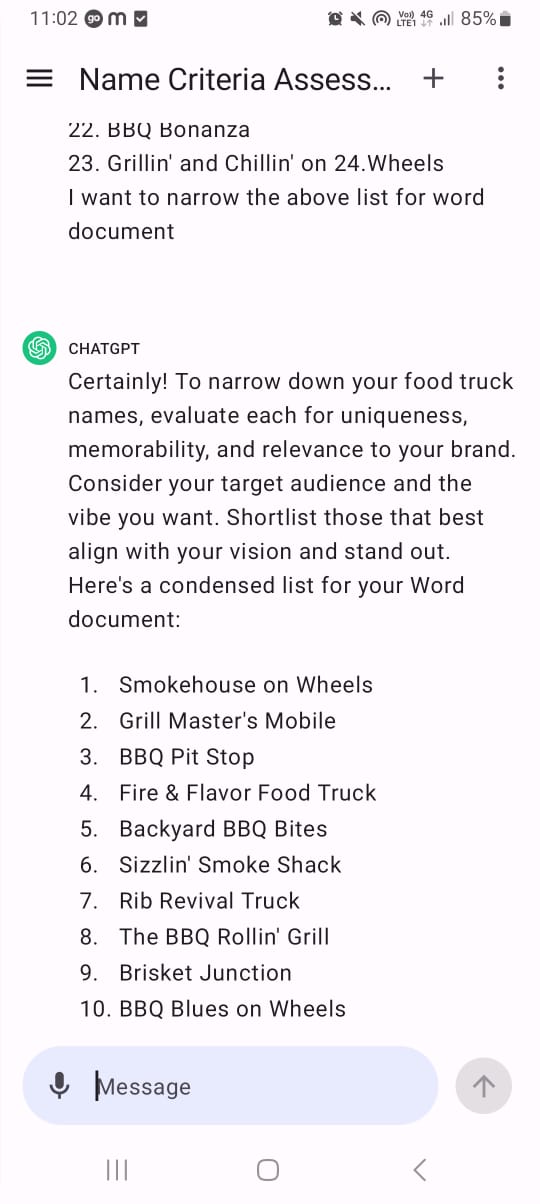 11:02 go m Vo)) 4G LTE1 85%
Name Criteria Assess... +
22. BBQ Bonanza
23. Grillin' and Chillin' on 24.Wheels
I want to narrow the above list for word
document
CHATGPT
Certainly! To narrow down your food truck
names, evaluate each for uniqueness,
memorability, and relevance to your brand.
Consider your target audience and the
vibe you want. Shortlist those that best
align with your vision and stand out.
Here's a condensed list for your Word
document:
1. Smokehouse on Wheels
2. Grill Master's Mobile
3. BBQ Pit Stop
4. Fire & Flavor Food Truck
5. Backyard BBQ Bites
6. Sizzlin' Smoke Shack
7. Rib Revival Truck
8. The BBQ Rollin' Grill
9. Brisket Junction
10. BBQ Blues on Wheels
Message